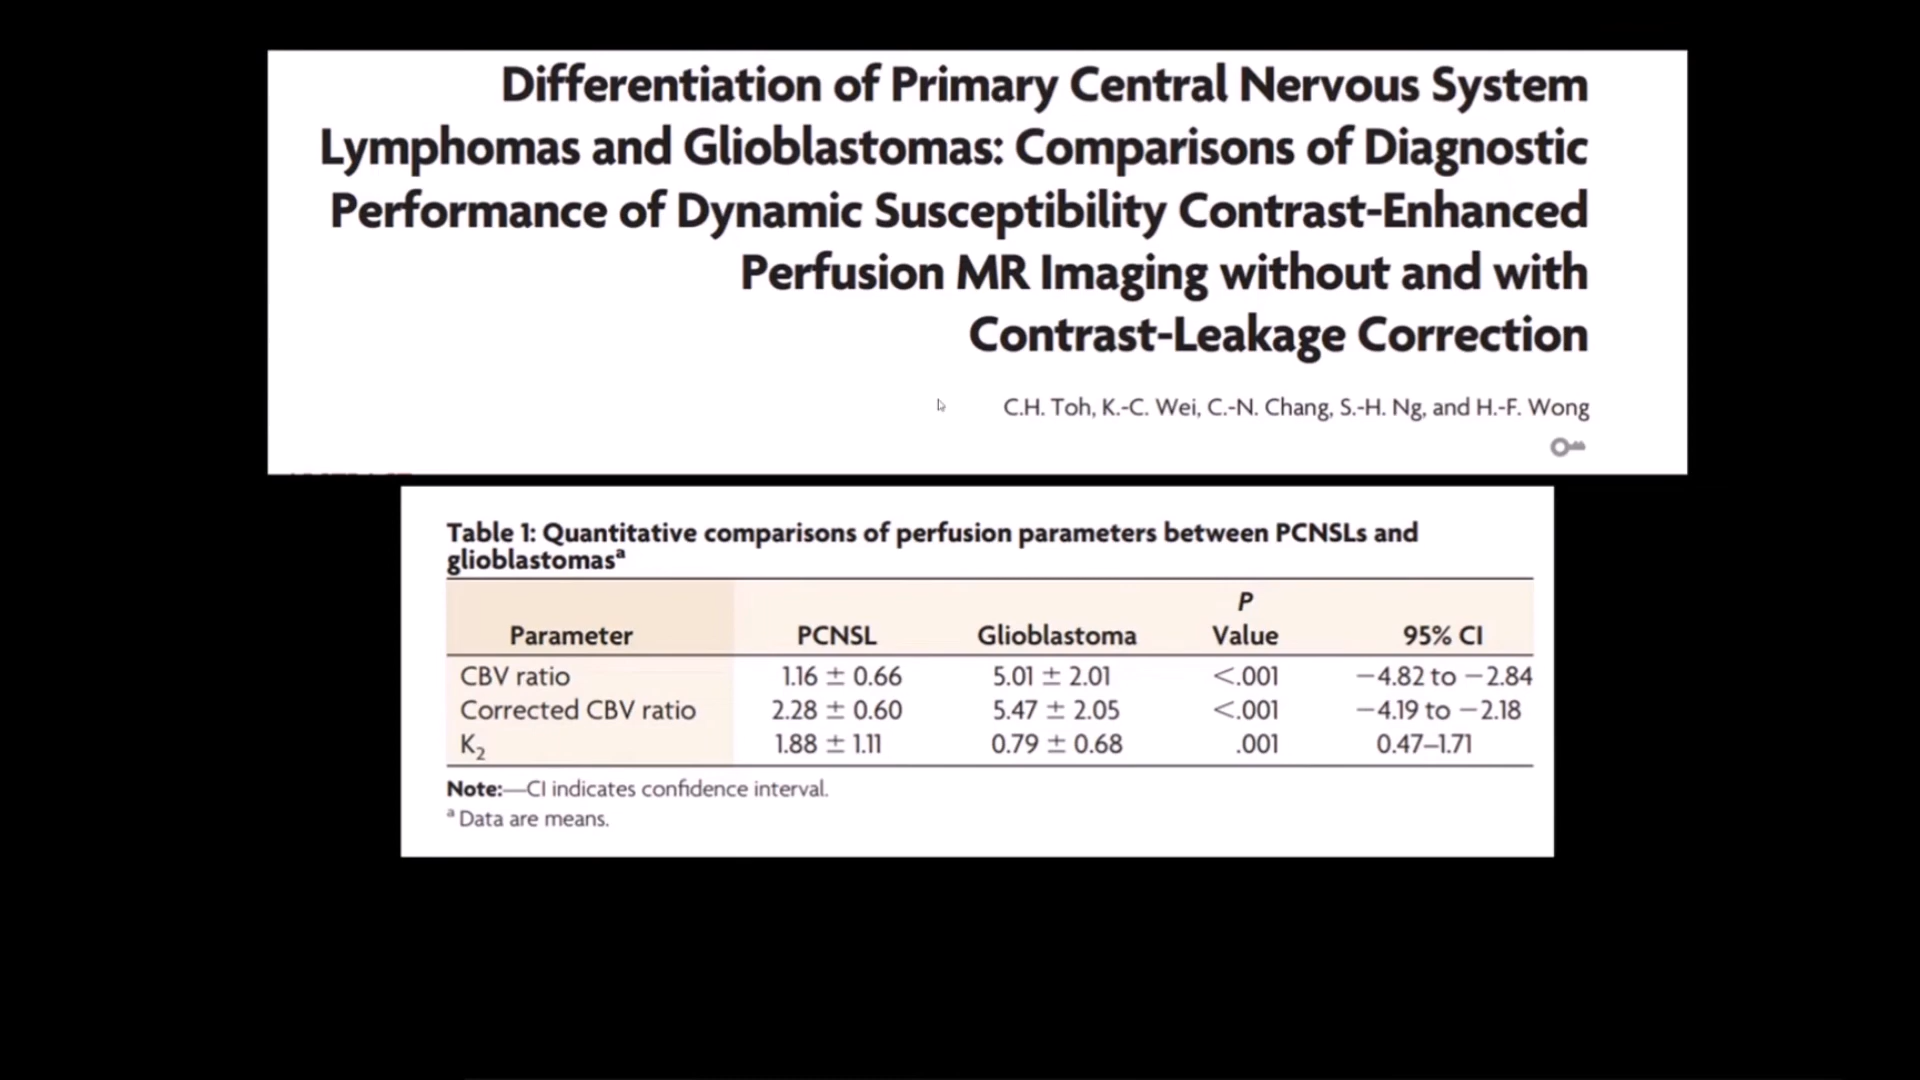 Differentiation of Primary Central Nervous System
Lymphomas and Glioblastomas: Comparisons of Diagnostic
Performance of Dynamic Susceptibility Contrast-Enhanced
Perfusion MR Imaging without and with
Contrast-Leakage Correction
C.H. Toh, K.-C. Wei, C.-N. Chang, S.-H. Ng, and H.-F. Wong
Table 1: Quantitative comparisons of perfusion parameters between PCNSLs and
glioblastomasᵃ
Parameter PCNSL Glioblastoma P Value 95% CI
CBV ratio 1.16 ± 0.66 5.01 ± 2.01 <.001 −4.82 to −2.84
Corrected CBV ratio 2.28 ± 0.60 5.47 ± 2.05 <.001 −4.19 to −2.18
K₂ 1.88 ± 1.11 0.79 ± 0.68 .001 0.47–1.71
Note:—CI indicates confidence interval.
ᵃ Data are means.